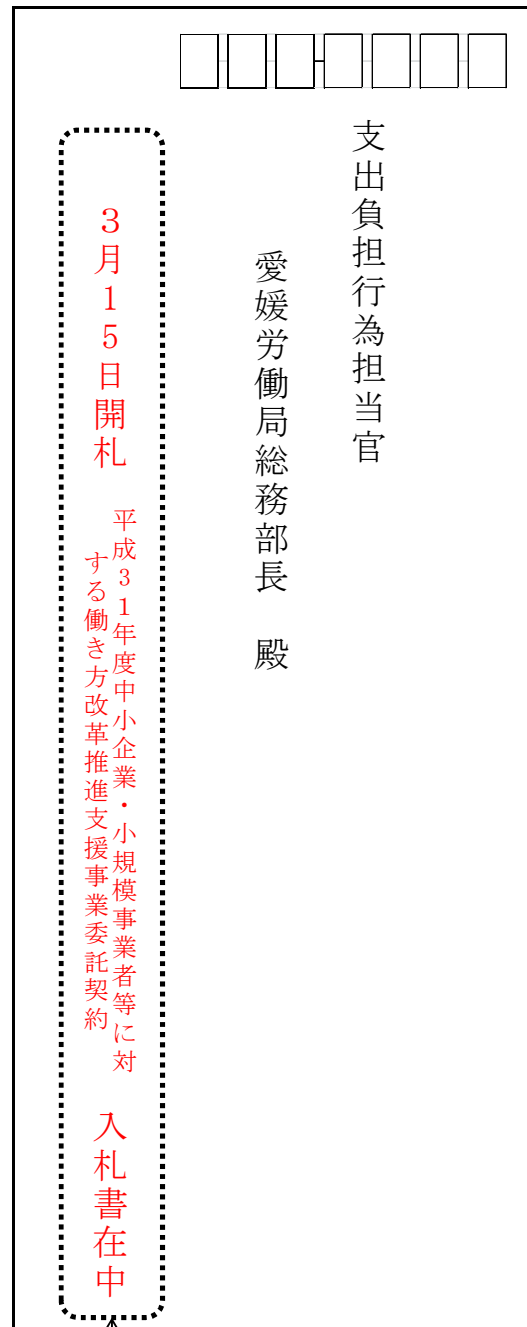 支出負担行為担当官
愛媛労働局総務部長　殿
３月１５日開札　平成３１年度中小企業・小規模事業者等に対
する働き方改革推進支援事業委託契約　入札書在中